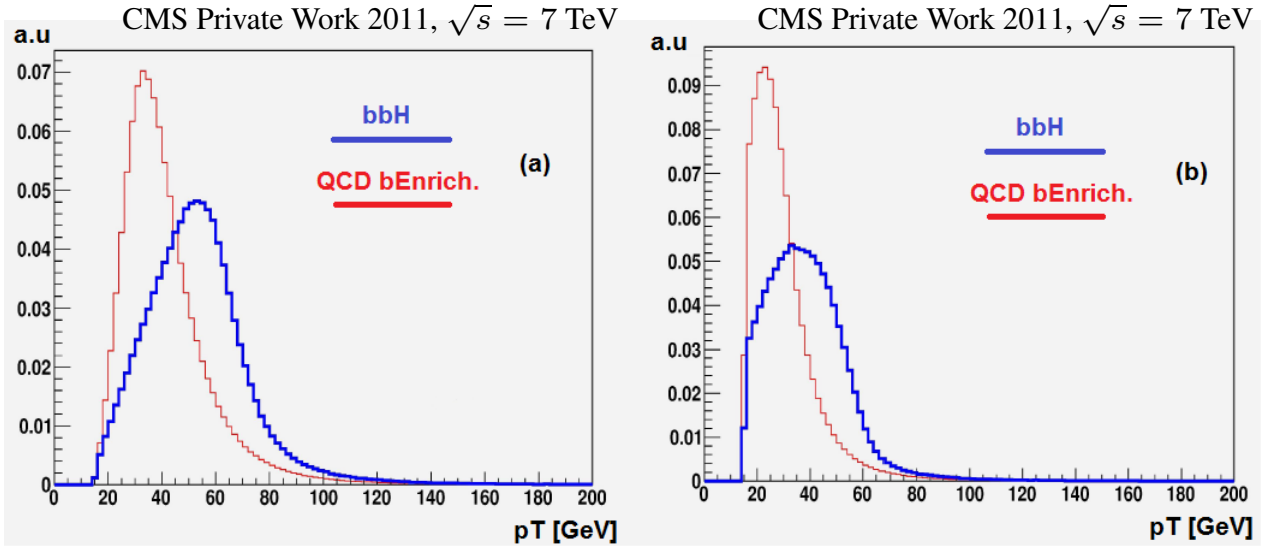 CMS Private Work 2011, √s = 7 TeV
a.u
0.07
0.06
0.05
0.04
0.03
0.02
0.01
0
0 20 40 60 80 100 120 140 160 180 200
pT [GeV]
bbH
QCD bEnrich.
(a)
CMS Private Work 2011, √s = 7 TeV
a.u
0.09
0.08
0.07
0.06
0.05
0.04
0.03
0.02
0.01
0
0 20 40 60 80 100 120 140 160 180 200
pT [GeV]
bbH
QCD bEnrich.
(b)